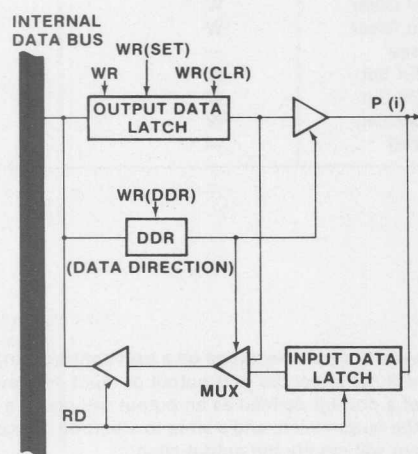 INTERNAL
DATA BUS
WR(SET)
WR
WR(CLR)
OUTPUT DATA
LATCH
P (i)
WR(DDR)
DDR
(DATA DIRECTION)
MUX
INPUT DATA
LATCH
RD